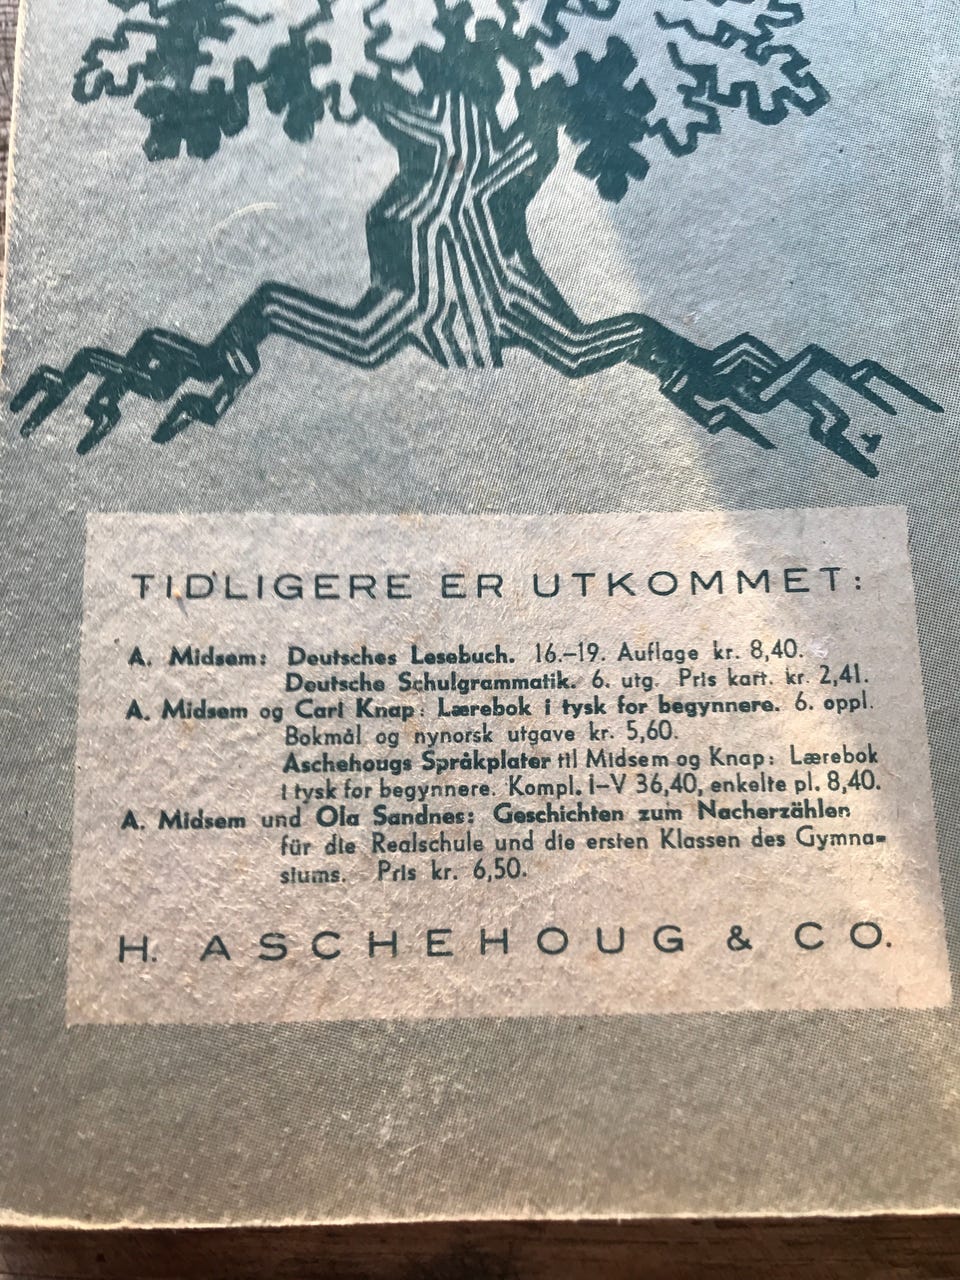 TIDLIGERE ER UTKOMMET:
A. Midsem: Deutsches Lesebuch. 16.–19. Auflage kr. 8,40.
Deutsche Schulgrammatik. 6. utg. Pris kart. kr. 2,41.
A. Midsem og Carl Knap: Lærebok i tysk for begynnere. 6. oppl.
Bokmål og nynorsk utgave kr. 5,60.
Aschehougs Språkplater til Midsem og Knap: Lærebok
i tysk for begynnere. Kompl. I–V 36,40, enkelte pl. 8,40.
A. Midsem und Ola Sandnes: Geschichten zum Nacherzählen
für die Realschule und die ersten Klassen des Gymna-
siums. Pris kr. 6,50.
H. ASCHEHOUG & CO.